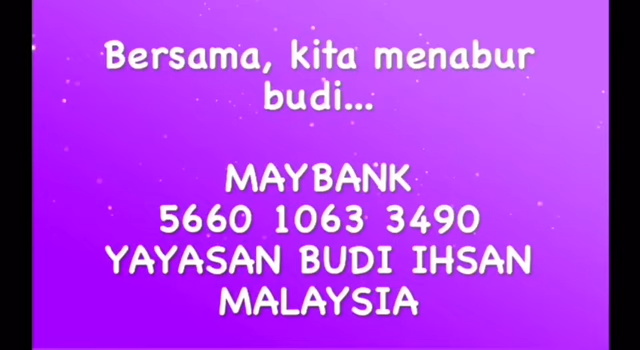 Bersama, kita menabur
budi...
MAYBANK
5660 1063 3490
YAYASAN BUDI IHSAN
MALAYSIA